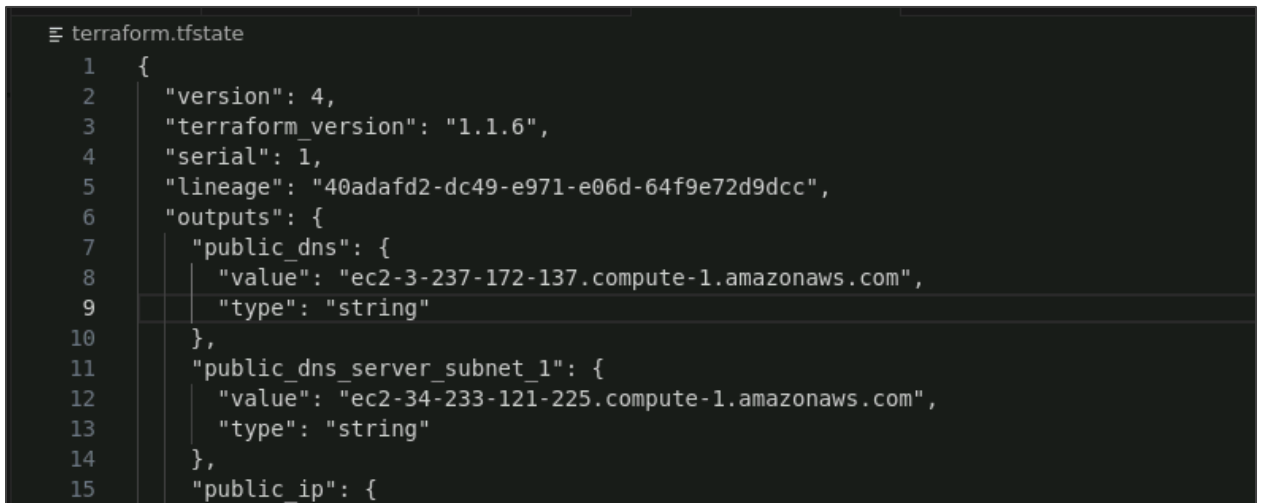 terraform.tfstate
1 {
2 "version": 4,
3 "terraform_version": "1.1.6",
4 "serial": 1,
5 "lineage": "40adafd2-dc49-e971-e06d-64f9e72d9dcc",
6 "outputs": {
7 "public_dns": {
8 "value": "ec2-3-237-172-137.compute-1.amazonaws.com",
9 "type": "string"
10 },
11 "public_dns_server_subnet_1": {
12 "value": "ec2-34-233-121-225.compute-1.amazonaws.com",
13 "type": "string"
14 },
15 "public_ip": {